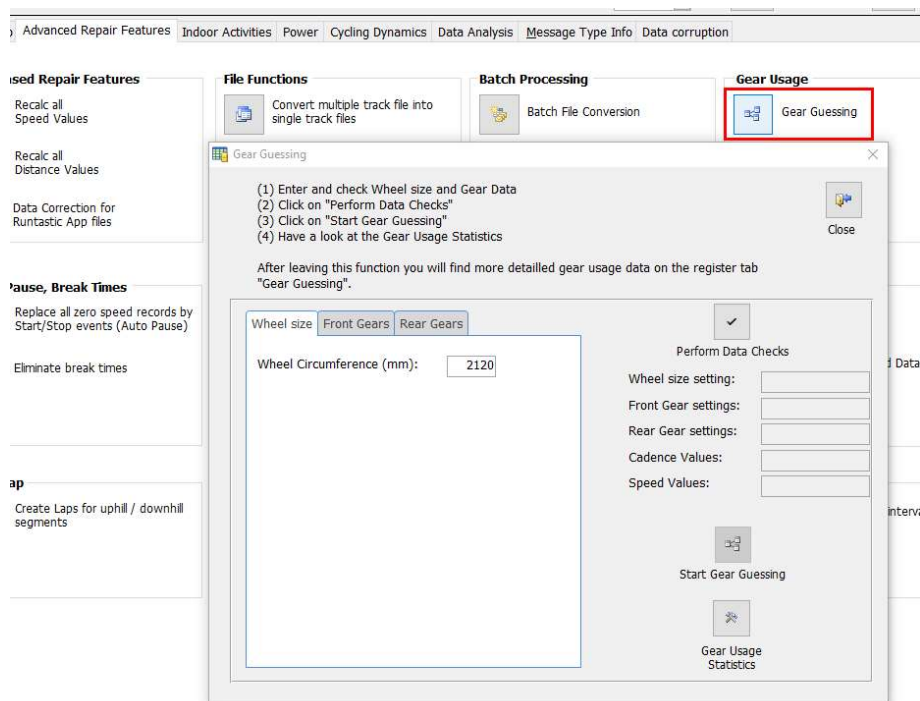 Advanced Repair Features Indoor Activities Power Cycling Dynamics Data Analysis Message Type Info Data corruption
Repair Features
File Functions
Batch Processing
Gear Usage
Recalc all
Speed Values
Convert multiple track file into
single track files
Batch File Conversion
Gear Guessing
Recalc all
Distance Values
Data Correction for
Runtastic App files
Pause, Break Times
Replace all zero speed records by
Start/Stop events (Auto Pause)
Eliminate break times
Create Laps for uphill / downhill
segments
Gear Guessing
(1) Enter and check Wheel size and Gear Data
(2) Click on "Perform Data Checks"
(3) Click on "Start Gear Guessing"
(4) Have a look at the Gear Usage Statistics
Close
After leaving this function you will find more detailled gear usage data on the register tab
"Gear Guessing".
Wheel size Front Gears Rear Gears
Wheel Circumference (mm): 2120
Perform Data Checks
Wheel size setting:
Front Gear settings:
Rear Gear settings:
Cadence Values:
Speed Values:
Start Gear Guessing
Gear Usage
Statistics
Data